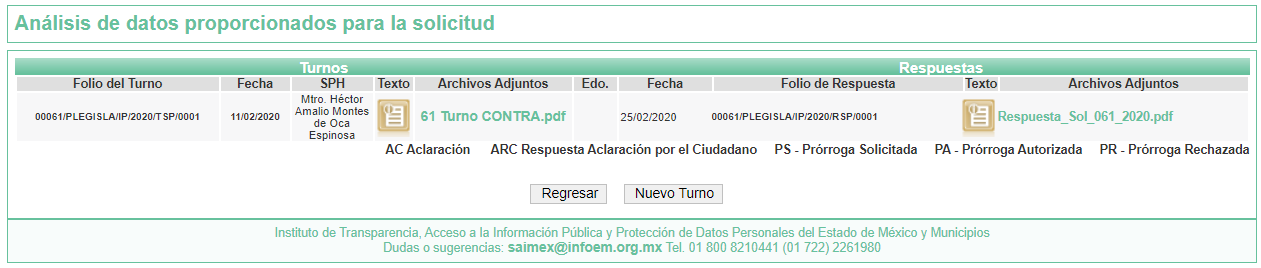 Análisis de datos proporcionados para la solicitud
Turnos Respuestas
Folio del Turno Fecha SPH Texto Archivos Adjuntos Edo. Fecha Folio de Respuesta Texto Archivos Adjuntos
00061/PLEGISLA/IP/2020/TSP/0001 11/02/2020
Mtro. Héctor
Amalio Montes
de Oca
Espinosa
61 Turno CONTRA.pdf 25/02/2020 00061/PLEGISLA/IP/2020/RSP/0001 Respuesta_Sol_061_2020.pdf
AC Aclaración ARC Respuesta Aclaración por el Ciudadano PS - Prórroga Solicitada PA - Prórroga Autorizada PR - Prórroga Rechazada
Regresar Nuevo Turno
Instituto de Transparencia, Acceso a la Información Pública y Protección de Datos Personales del Estado de México y Municipios
Dudas o sugerencias: saimex@infoem.org.mx Tel. 01 800 8210441 (01 722) 2261980